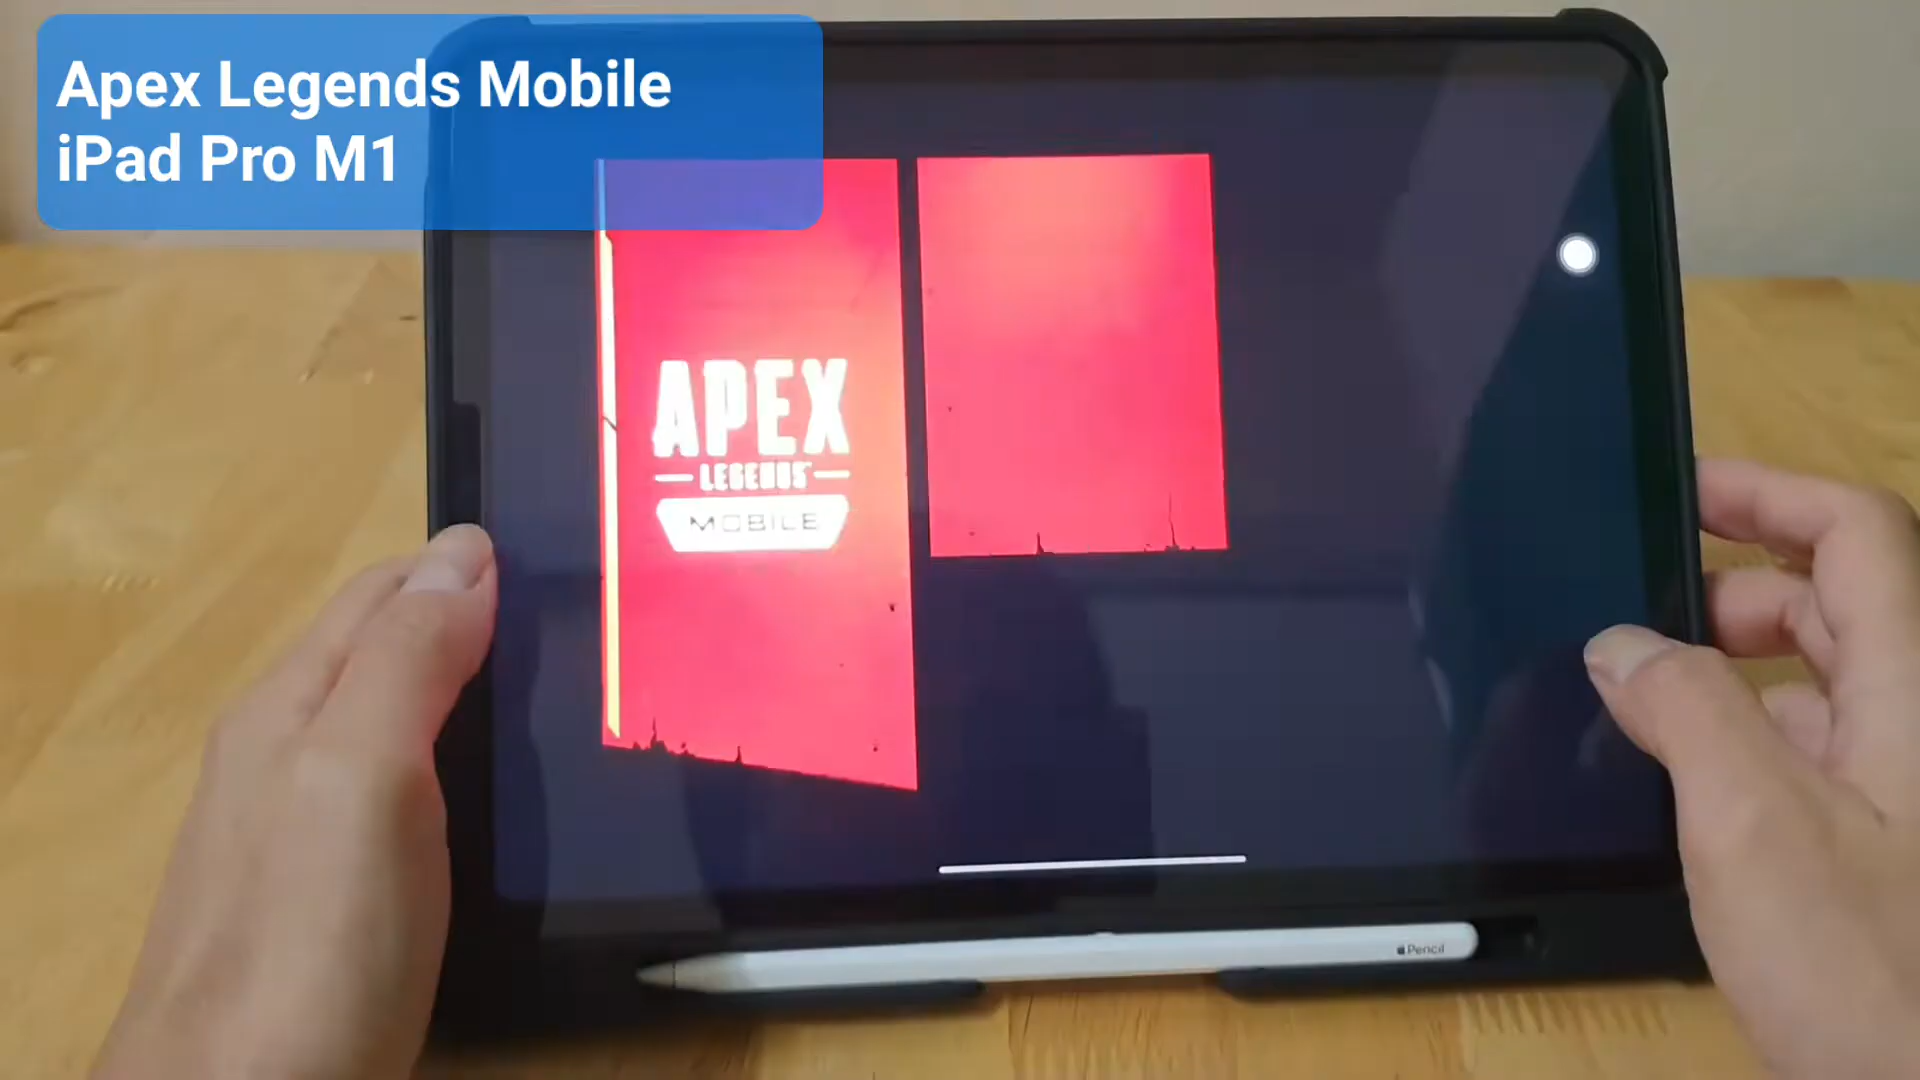 Apex Legends Mobile
iPad Pro M1
APEX
LEGENDS
MOBILE
Pencil